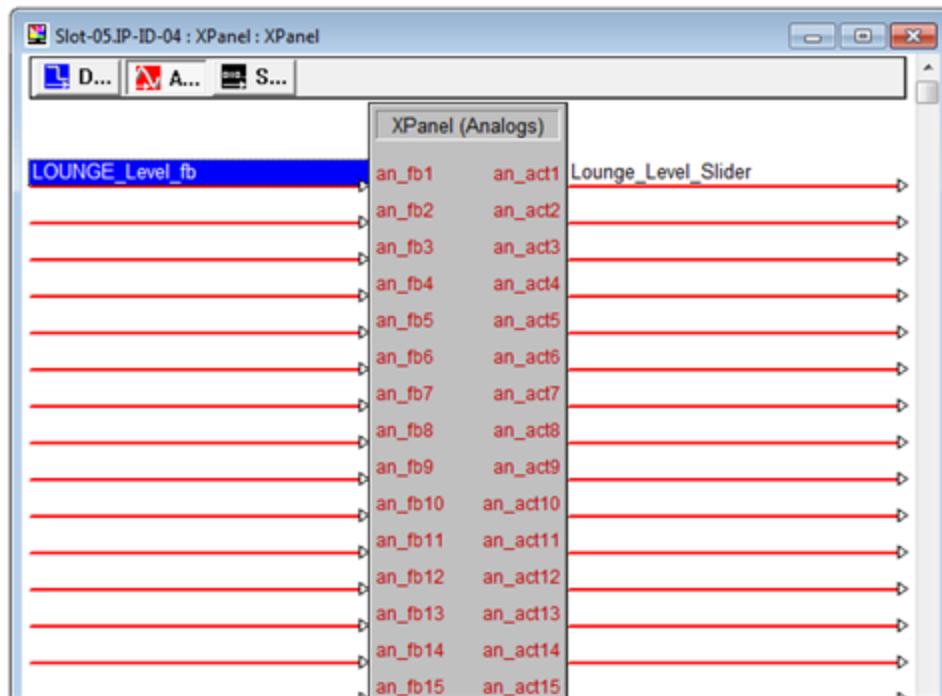 Slot-05.IP-ID-04 : XPanel : XPanel
D... A... S...
XPanel (Analogs)
LOUNGE_Level_fb an_fb1 an_act1 Lounge_Level_Slider
an_fb2 an_act2
an_fb3 an_act3
an_fb4 an_act4
an_fb5 an_act5
an_fb6 an_act6
an_fb7 an_act7
an_fb8 an_act8
an_fb9 an_act9
an_fb10 an_act10
an_fb11 an_act11
an_fb12 an_act12
an_fb13 an_act13
an_fb14 an_act14
an_fb15 an_act15